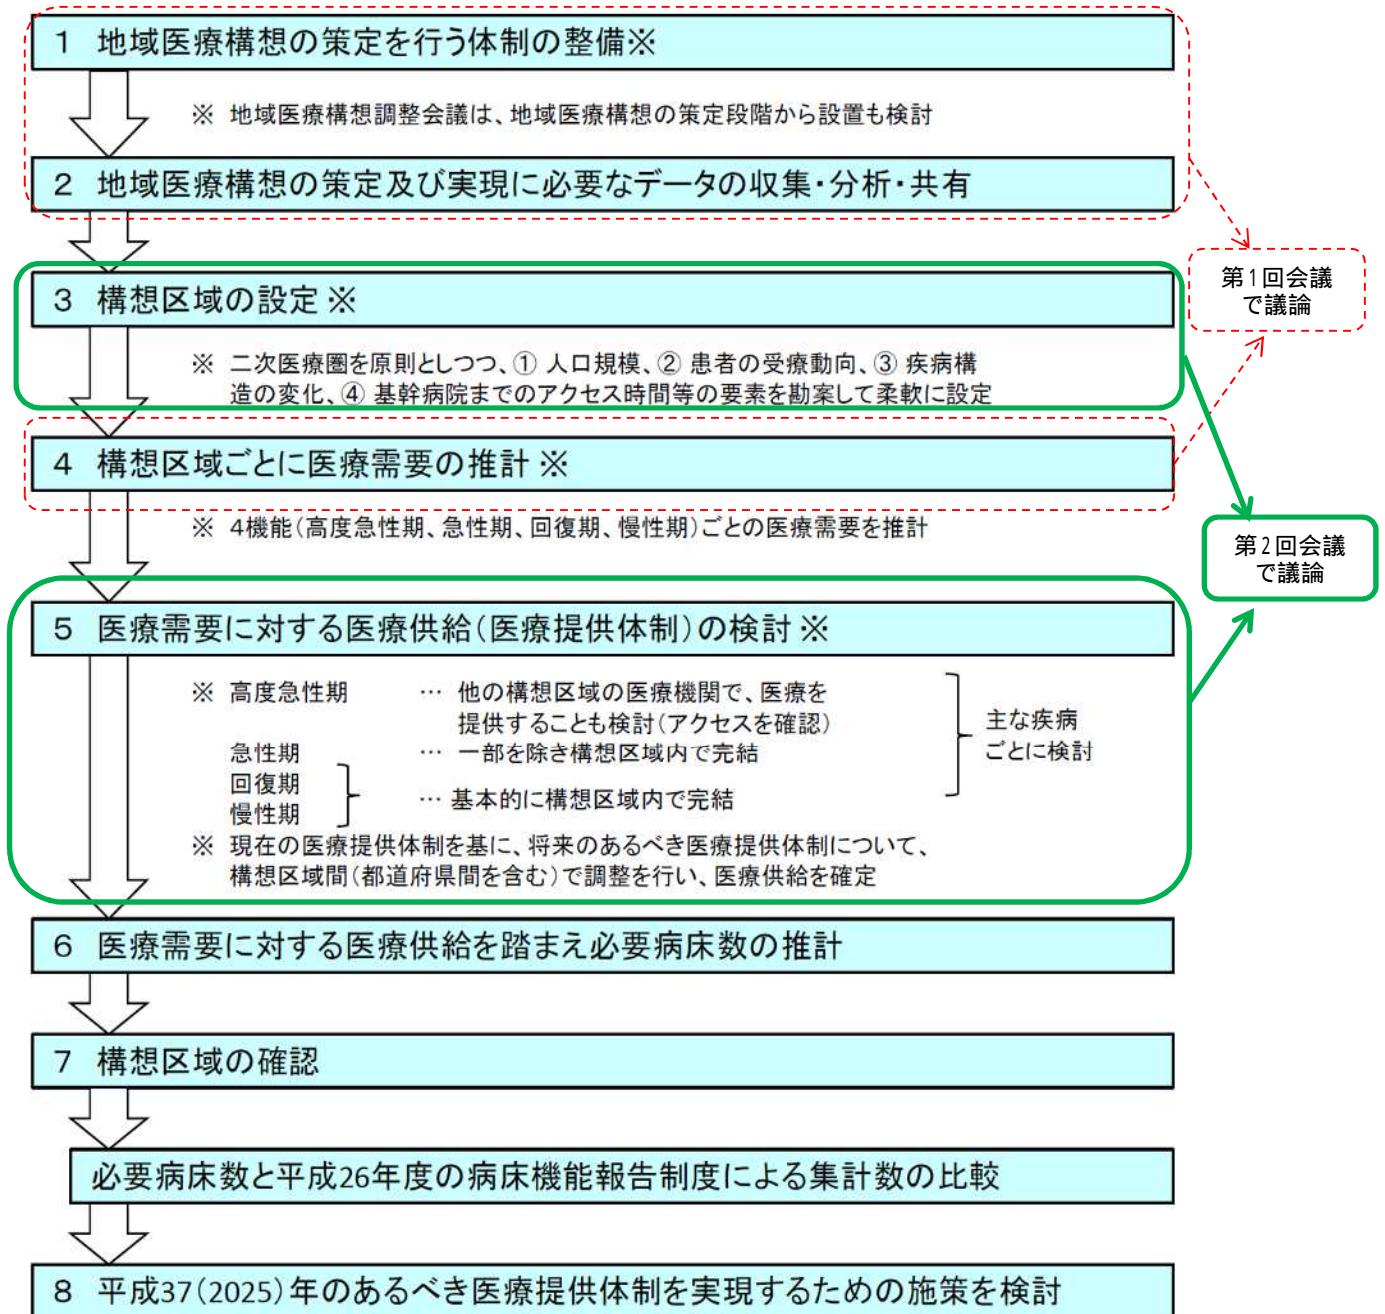 1 地域医療構想の策定を行う体制の整備※
※ 地域医療構想調整会議は、地域医療構想の策定段階から設置も検討
2 地域医療構想の策定及び実現に必要なデータの収集・分析・共有
第1回会議
で議論
3 構想区域の設定 ※
※ 二次医療圏を原則としつつ、① 人口規模、② 患者の受療動向、③ 疾病構
造の変化、④ 基幹病院までのアクセス時間等の要素を勘案して柔軟に設定
4 構想区域ごとに医療需要の推計 ※
※ 4機能(高度急性期、急性期、回復期、慢性期)ごとの医療需要を推計
第2回会議
で議論
5 医療需要に対する医療供給(医療提供体制)の検討 ※
※ 高度急性期 … 他の構想区域の医療機関で、医療を
提供することも検討(アクセスを確認)
急性期 … 一部を除き構想区域内で完結
回復期
慢性期
… 基本的に構想区域内で完結
主な疾病
ごとに検討
※ 現在の医療提供体制を基に、将来のあるべき医療提供体制について、
構想区域間(都道府県間を含む)で調整を行い、医療供給を確定
6 医療需要に対する医療供給を踏まえ必要病床数の推計
7 構想区域の確認
必要病床数と平成26年度の病床機能報告制度による集計数の比較
8 平成37(2025)年のあるべき医療提供体制を実現するための施策を検討